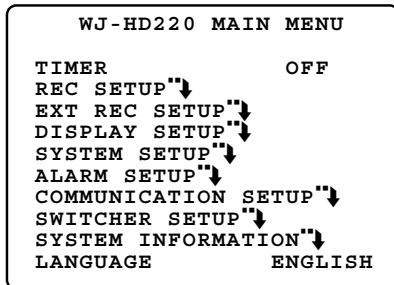 WJ-HD220 MAIN MENU
TIMER OFF
REC SETUP
EXT REC SETUP
DISPLAY SETUP
SYSTEM SETUP
ALARM SETUP
COMMUNICATION SETUP
SWITCHER SETUP
SYSTEM INFORMATION
LANGUAGE ENGLISH